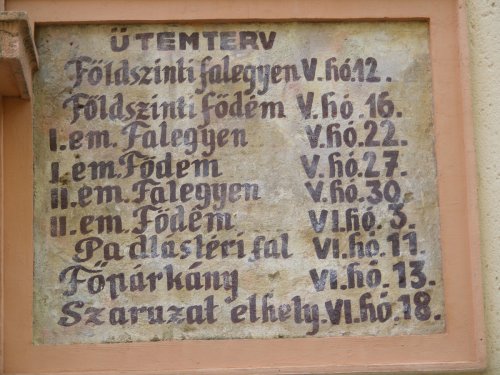 ÜTEMTERV
Földszinti falegyen V.hó.12.
Földszinti födém V.hó.16.
I.em.Falegyen V.hó.22.
I.em.Födem V.hó.27.
II.em.Falegyen V.hó.30.
II.em.Födém VI.hó.3.
Padlástéri fal VI.hó.11.
Főpárkány VI.hó.13.
Szaruzat elhely.VI.hó.18.